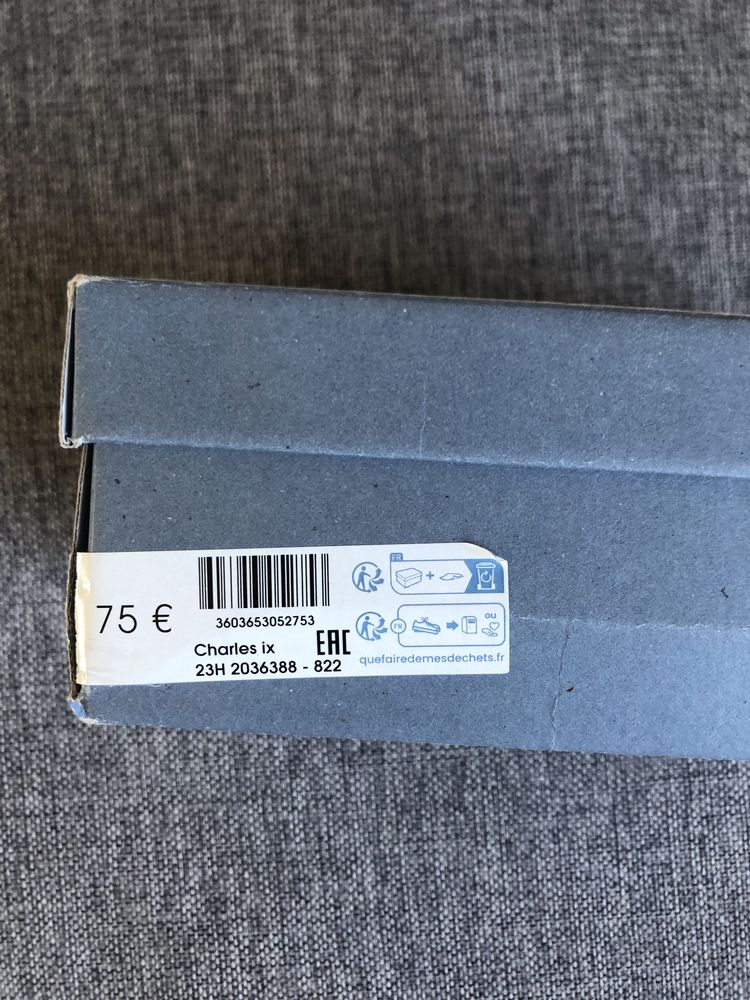 75 €
3603653052753
Charles ix
EAC
23H 2036388 - 822
FR
FR
ou
quefairedemesdechets.fr